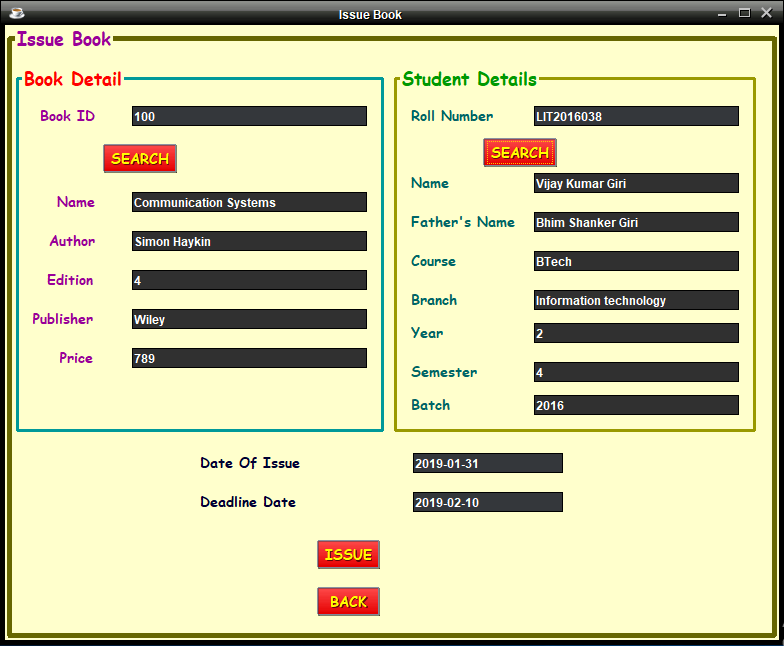 Issue Book
Issue Book
Book Detail
Book ID 100
SEARCH
Name Communication Systems
Author Simon Haykin
Edition 4
Publisher Wiley
Price 789
Student Details
Roll Number LIT2016038
SEARCH
Name Vijay Kumar Giri
Father's Name Bhim Shanker Giri
Course BTech
Branch Information technology
Year 2
Semester 4
Batch 2016
Date Of Issue 2019-01-31
Deadline Date 2019-02-10
ISSUE
BACK